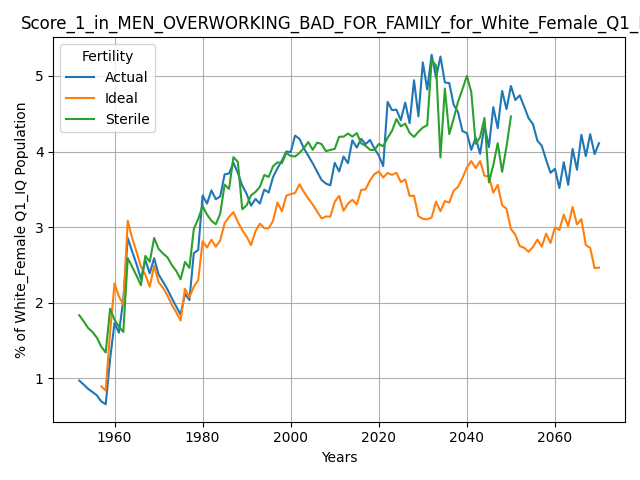 Score_1_in_MEN_OVERWORKING_BAD_FOR_FAMILY_for_White_Female_Q1_
Fertility
Actual
Ideal
Sterile
% of White_Female Q1_IQ Population
5
4
3
2
1
1960 1980 2000 2020 2040 2060
Years